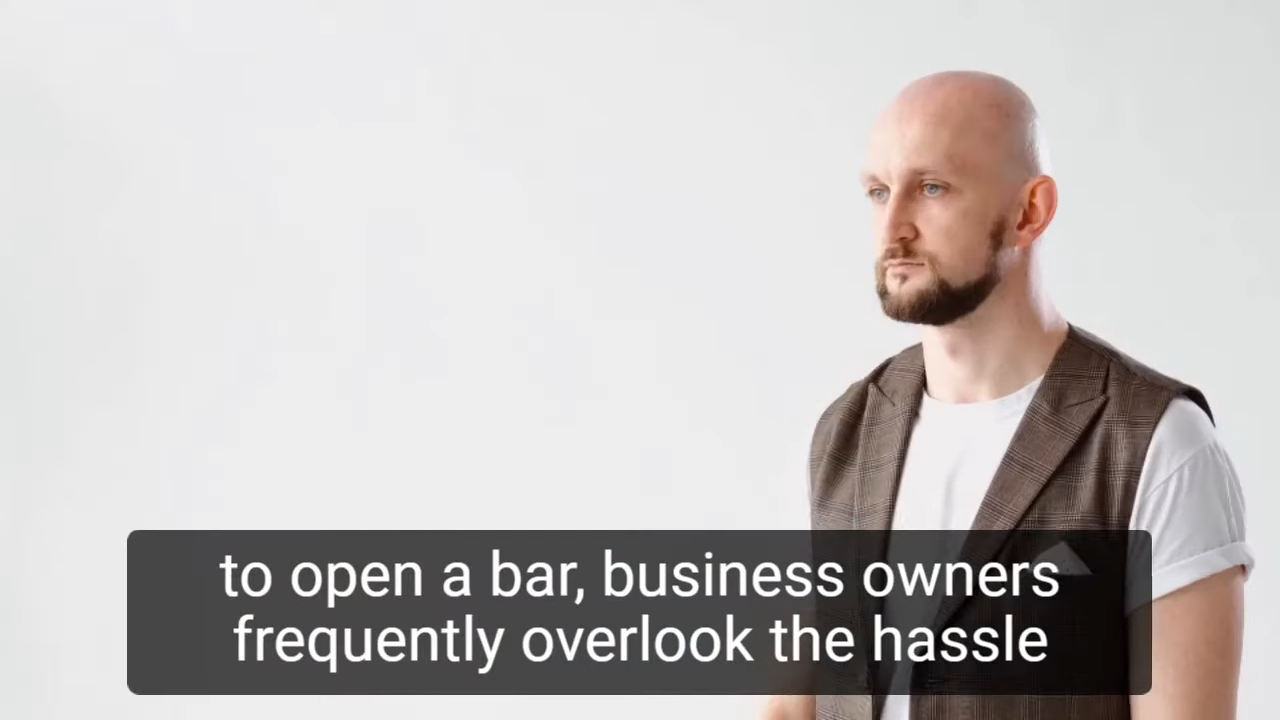 to open a bar, business owners
frequently overlook the hassle